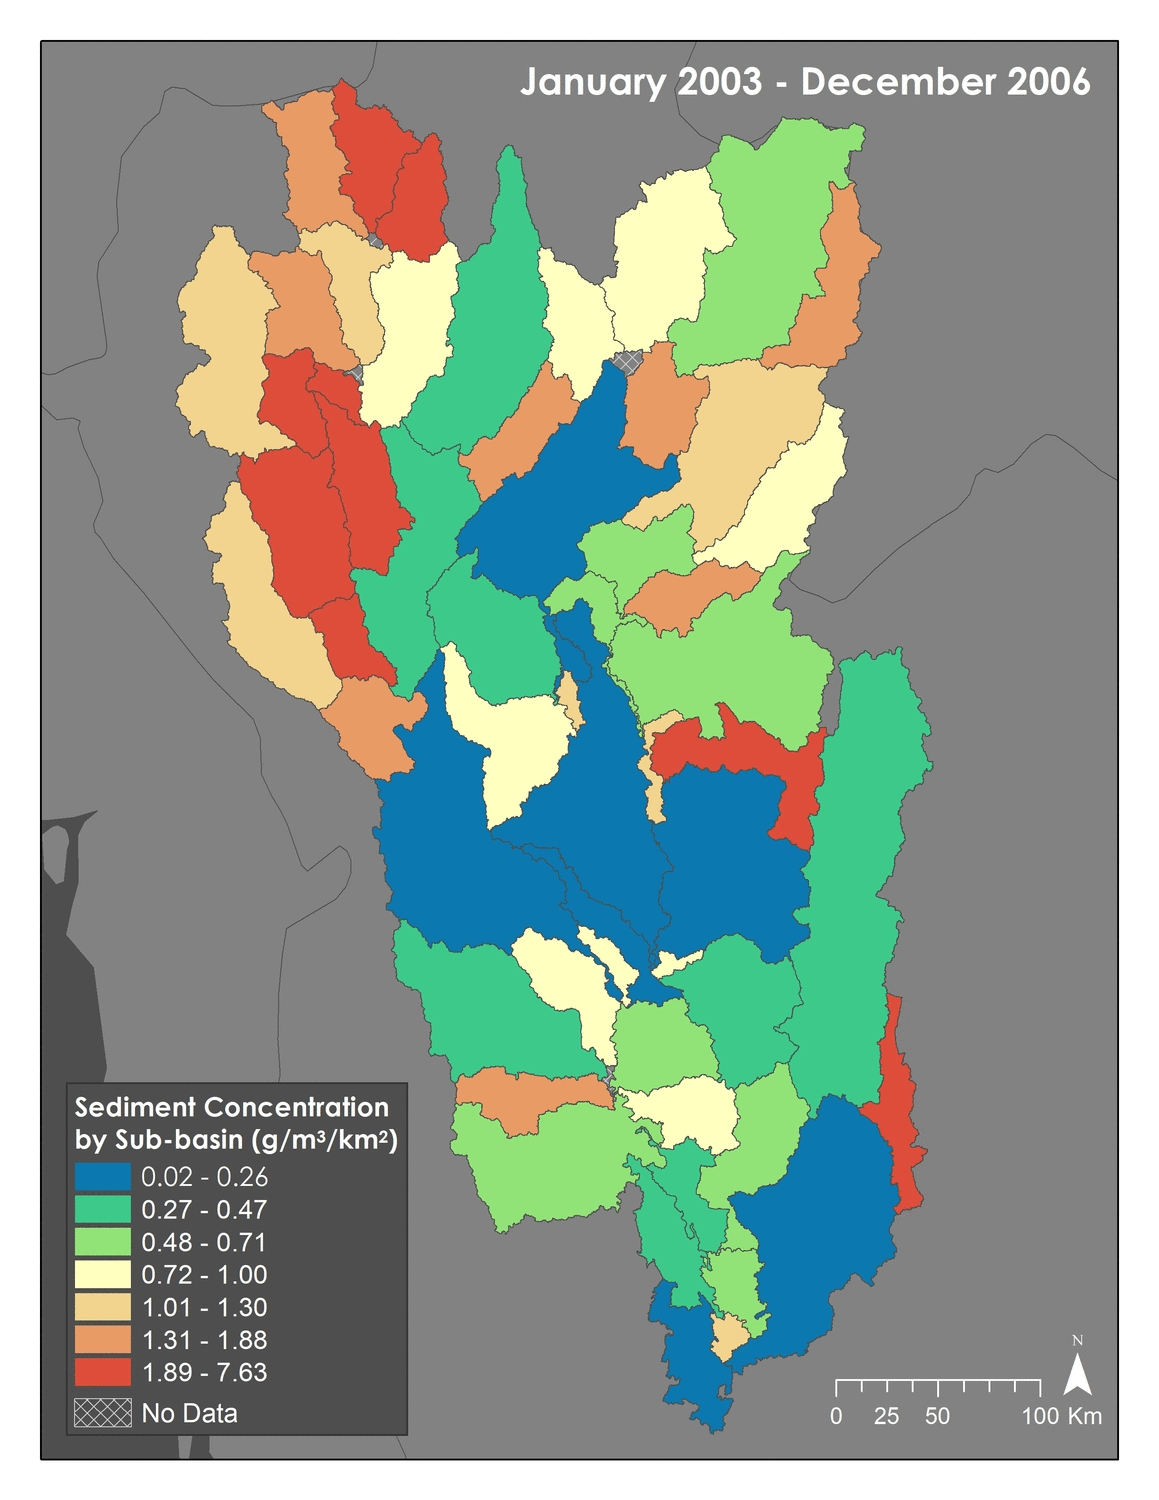 January 2003 - December 2006
Sediment Concentration
by Sub-basin (g/m³/km²)
0.02 - 0.26
0.27 - 0.47
0.48 - 0.71
0.72 - 1.00
1.01 - 1.30
1.31 - 1.88
1.89 - 7.63
No Data
N
0 25 50 100 Km